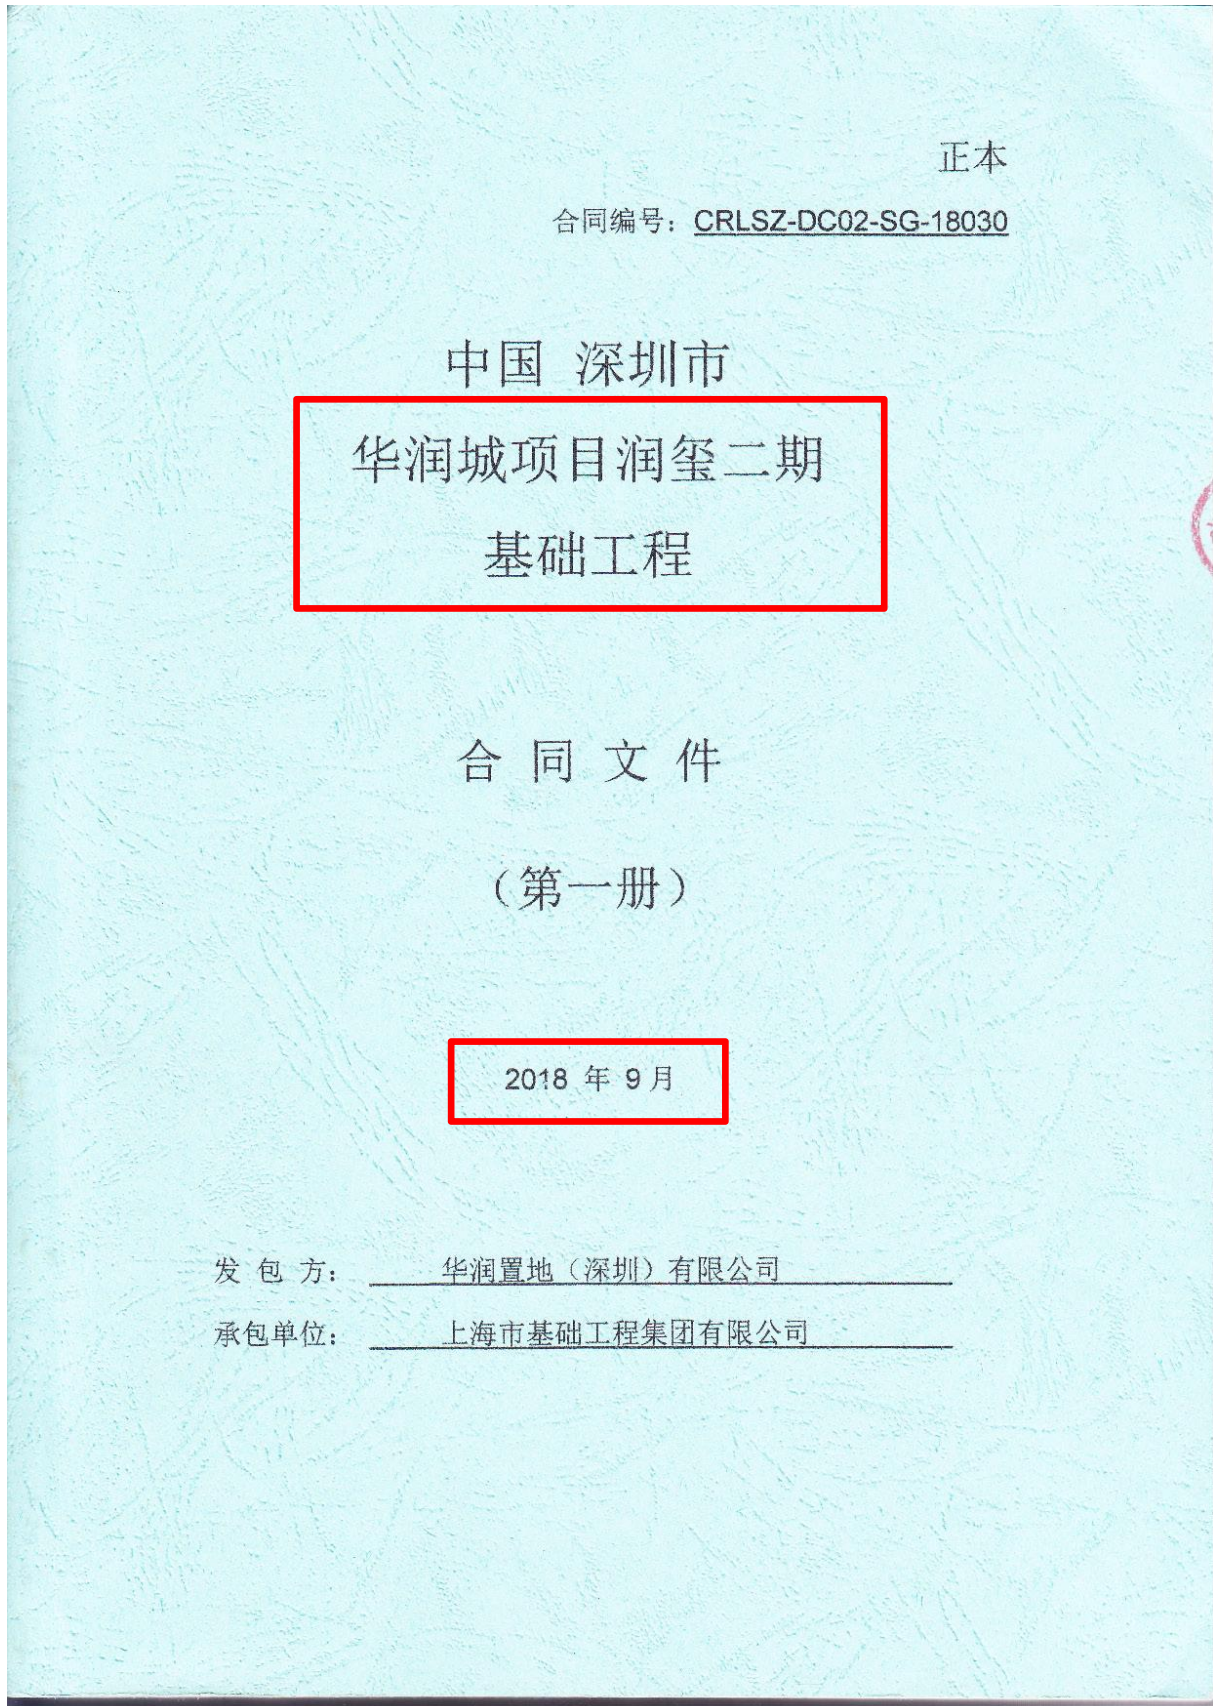 正本
合同编号：CRLSZ-DC02-SG-18030
中国 深圳市
华润城项目润玺二期
基础工程
合 同 文 件
（第一册）
2018 年 9 月
发 包 方： 华润置地（深圳）有限公司
承包单位： 上海市基础工程集团有限公司